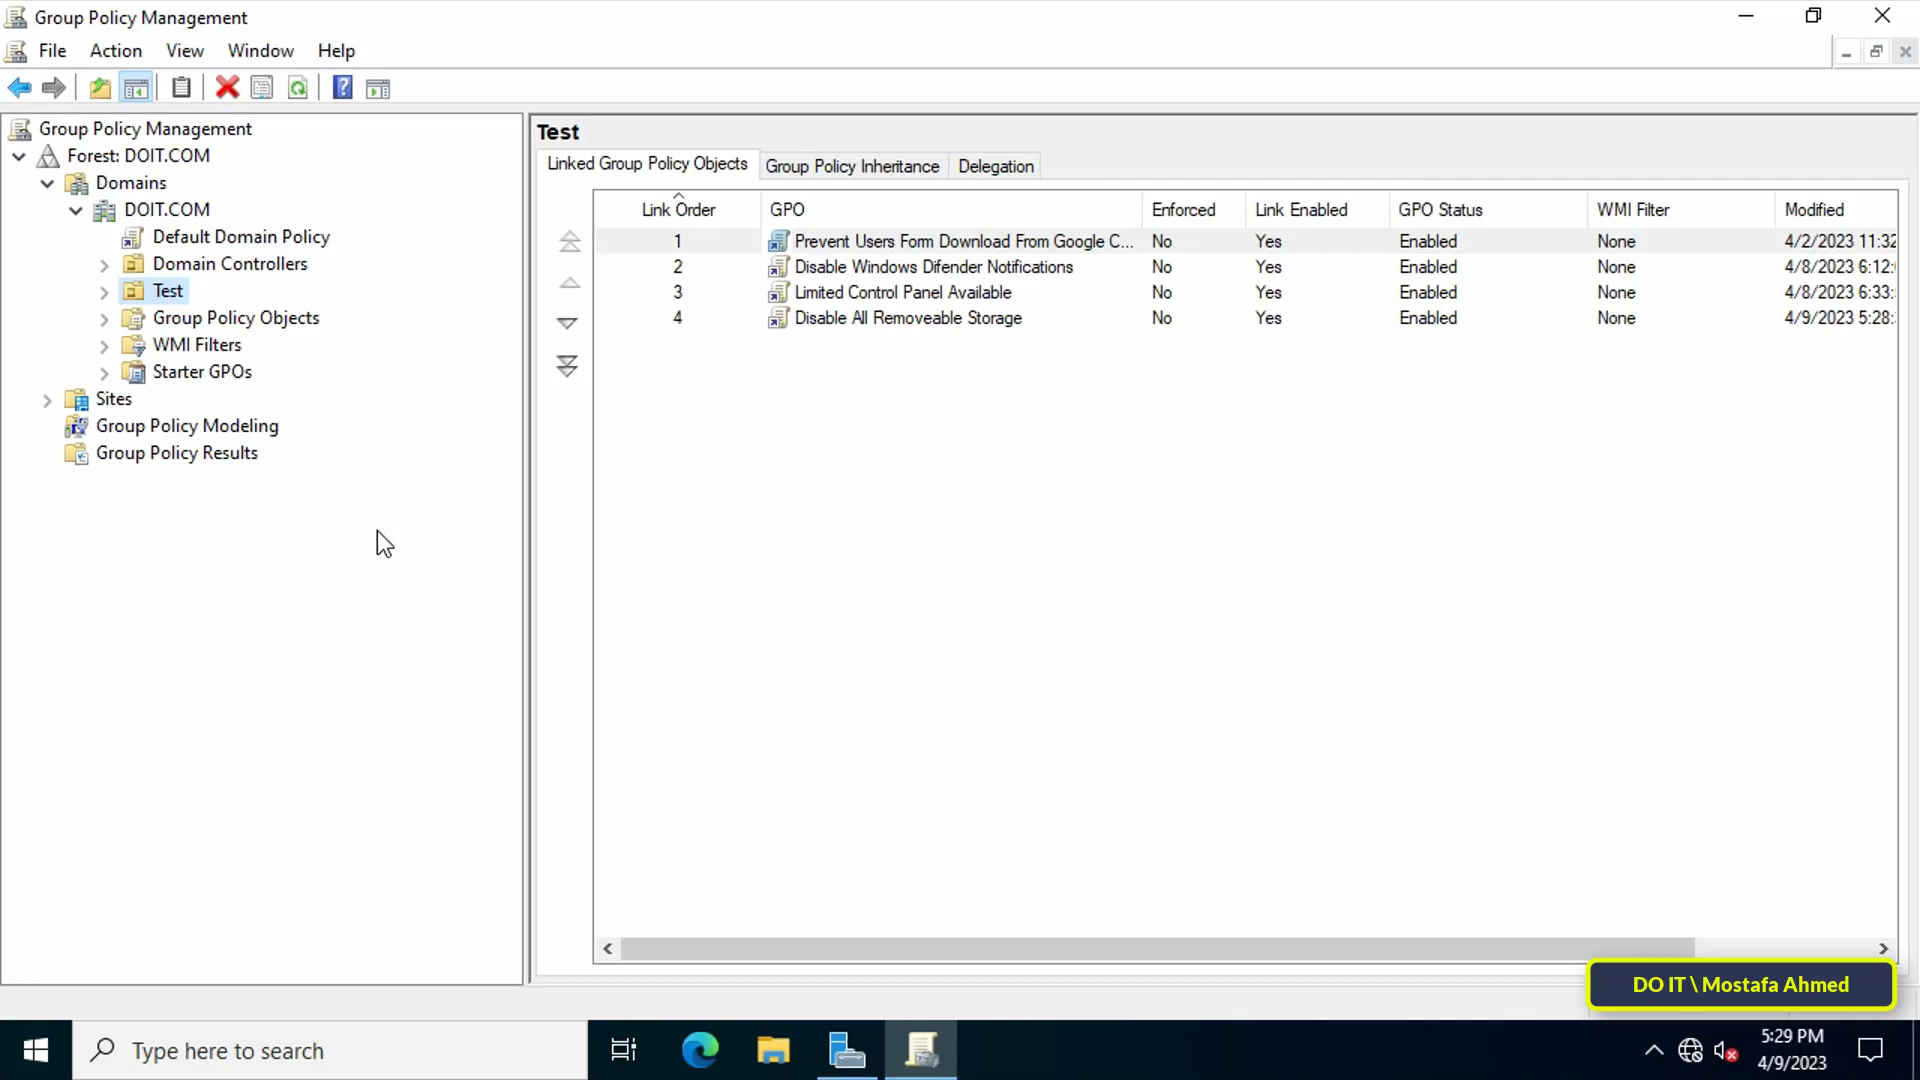 Group Policy Management
File Action View Window Help
Group Policy Management
Forest: DOIT.COM
Domains
DOIT.COM
Default Domain Policy
Domain Controllers
Test
Group Policy Objects
WMI Filters
Starter GPOs
Sites
Group Policy Modeling
Group Policy Results
Test
Linked Group Policy Objects Group Policy Inheritance Delegation
Link Order GPO Enforced Link Enabled GPO Status WMI Filter Modified
1 Prevent Users Form Download From Google C... No Yes Enabled None 4/2/2023 11:32
2 Disable Windows Difender Notifications No Yes Enabled None 4/8/2023 6:12:
3 Limited Control Panel Available No Yes Enabled None 4/8/2023 6:33:
4 Disable All Removeable Storage No Yes Enabled None 4/9/2023 5:28:
DO IT \ Mostafa Ahmed
Type here to search
5:29 PM
4/9/2023